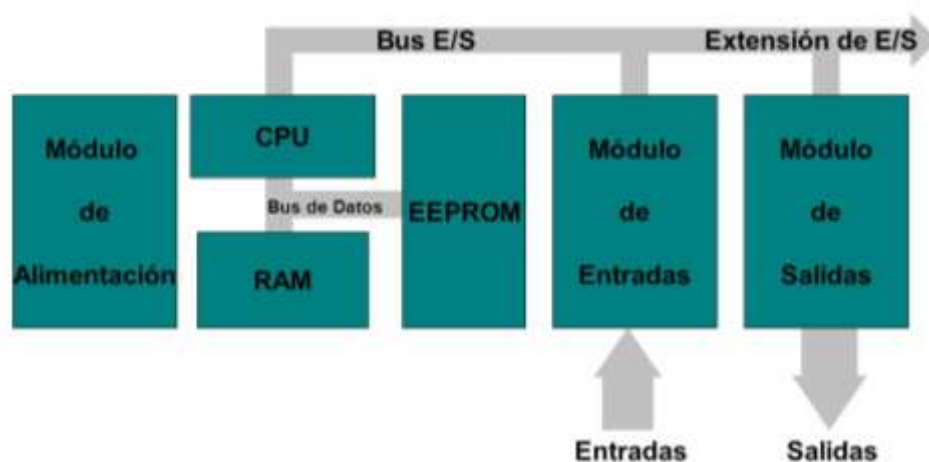 Bus E/S
Extensión de E/S
Módulo
de
Alimentación
CPU
Bus de Datos
RAM
EEPROM
Módulo
de
Entradas
Módulo
de
Salidas
Entradas
Salidas